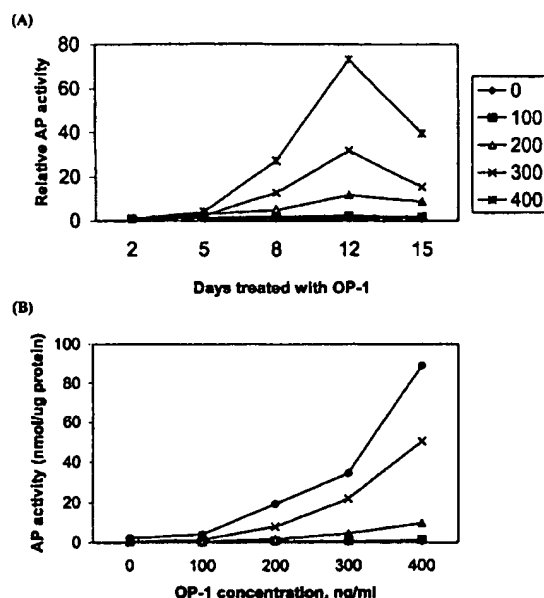 (A)
80
60
40
20
0
Relative AP activity
2 5 8 12 15
Days treated with OP-1
0
100
200
300
400
(B)
100
80
60
40
20
0
AP activity (nmol/ug protein)
0 100 200 300 400
OP-1 concentration, ng/ml